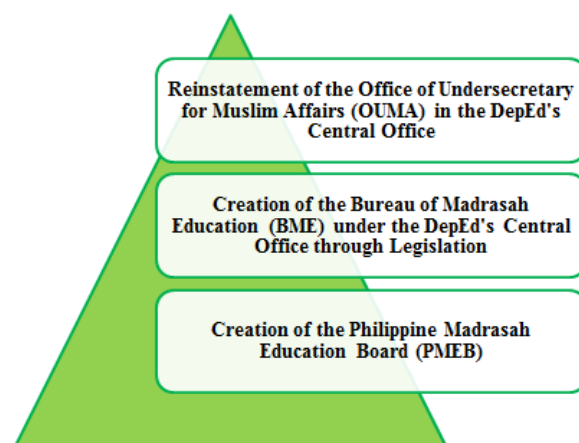 Reinstatement of the Office of Undersecretary
for Muslim Affairs (OUMA) in the DepEd's
Central Office
Creation of the Bureau of Madrasah
Education (BME) under the DepEd's Central
Office through Legislation
Creation of the Philippine Madrasah
Education Board (PMEB)